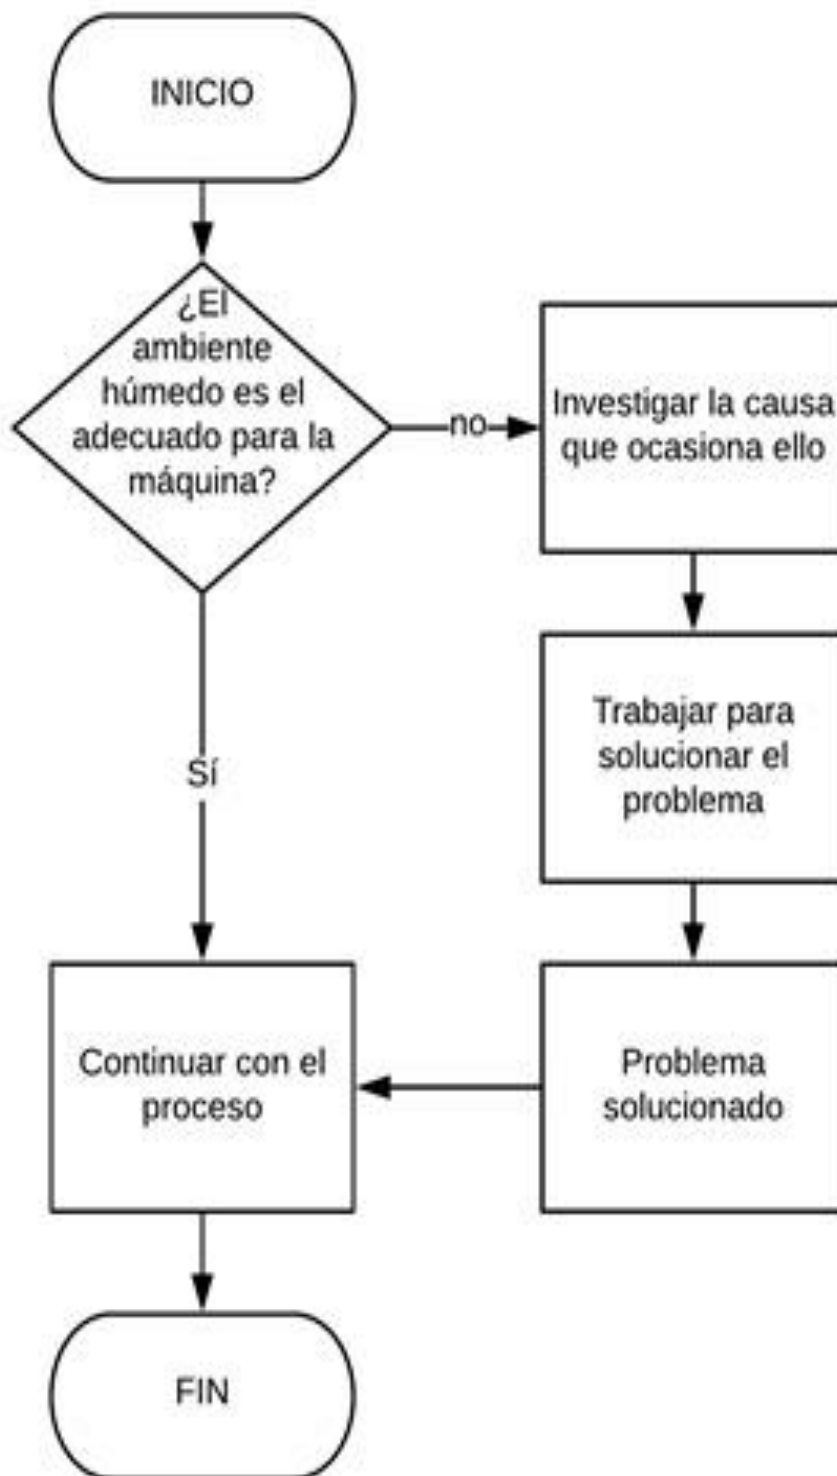 INICIO
¿El
ambiente
húmedo es el
adecuado para la
máquina?
no
Investigar la causa
que ocasiona ello
Trabajar para
solucionar el
problema
Sí
Continuar con el
proceso
Problema
solucionado
FIN